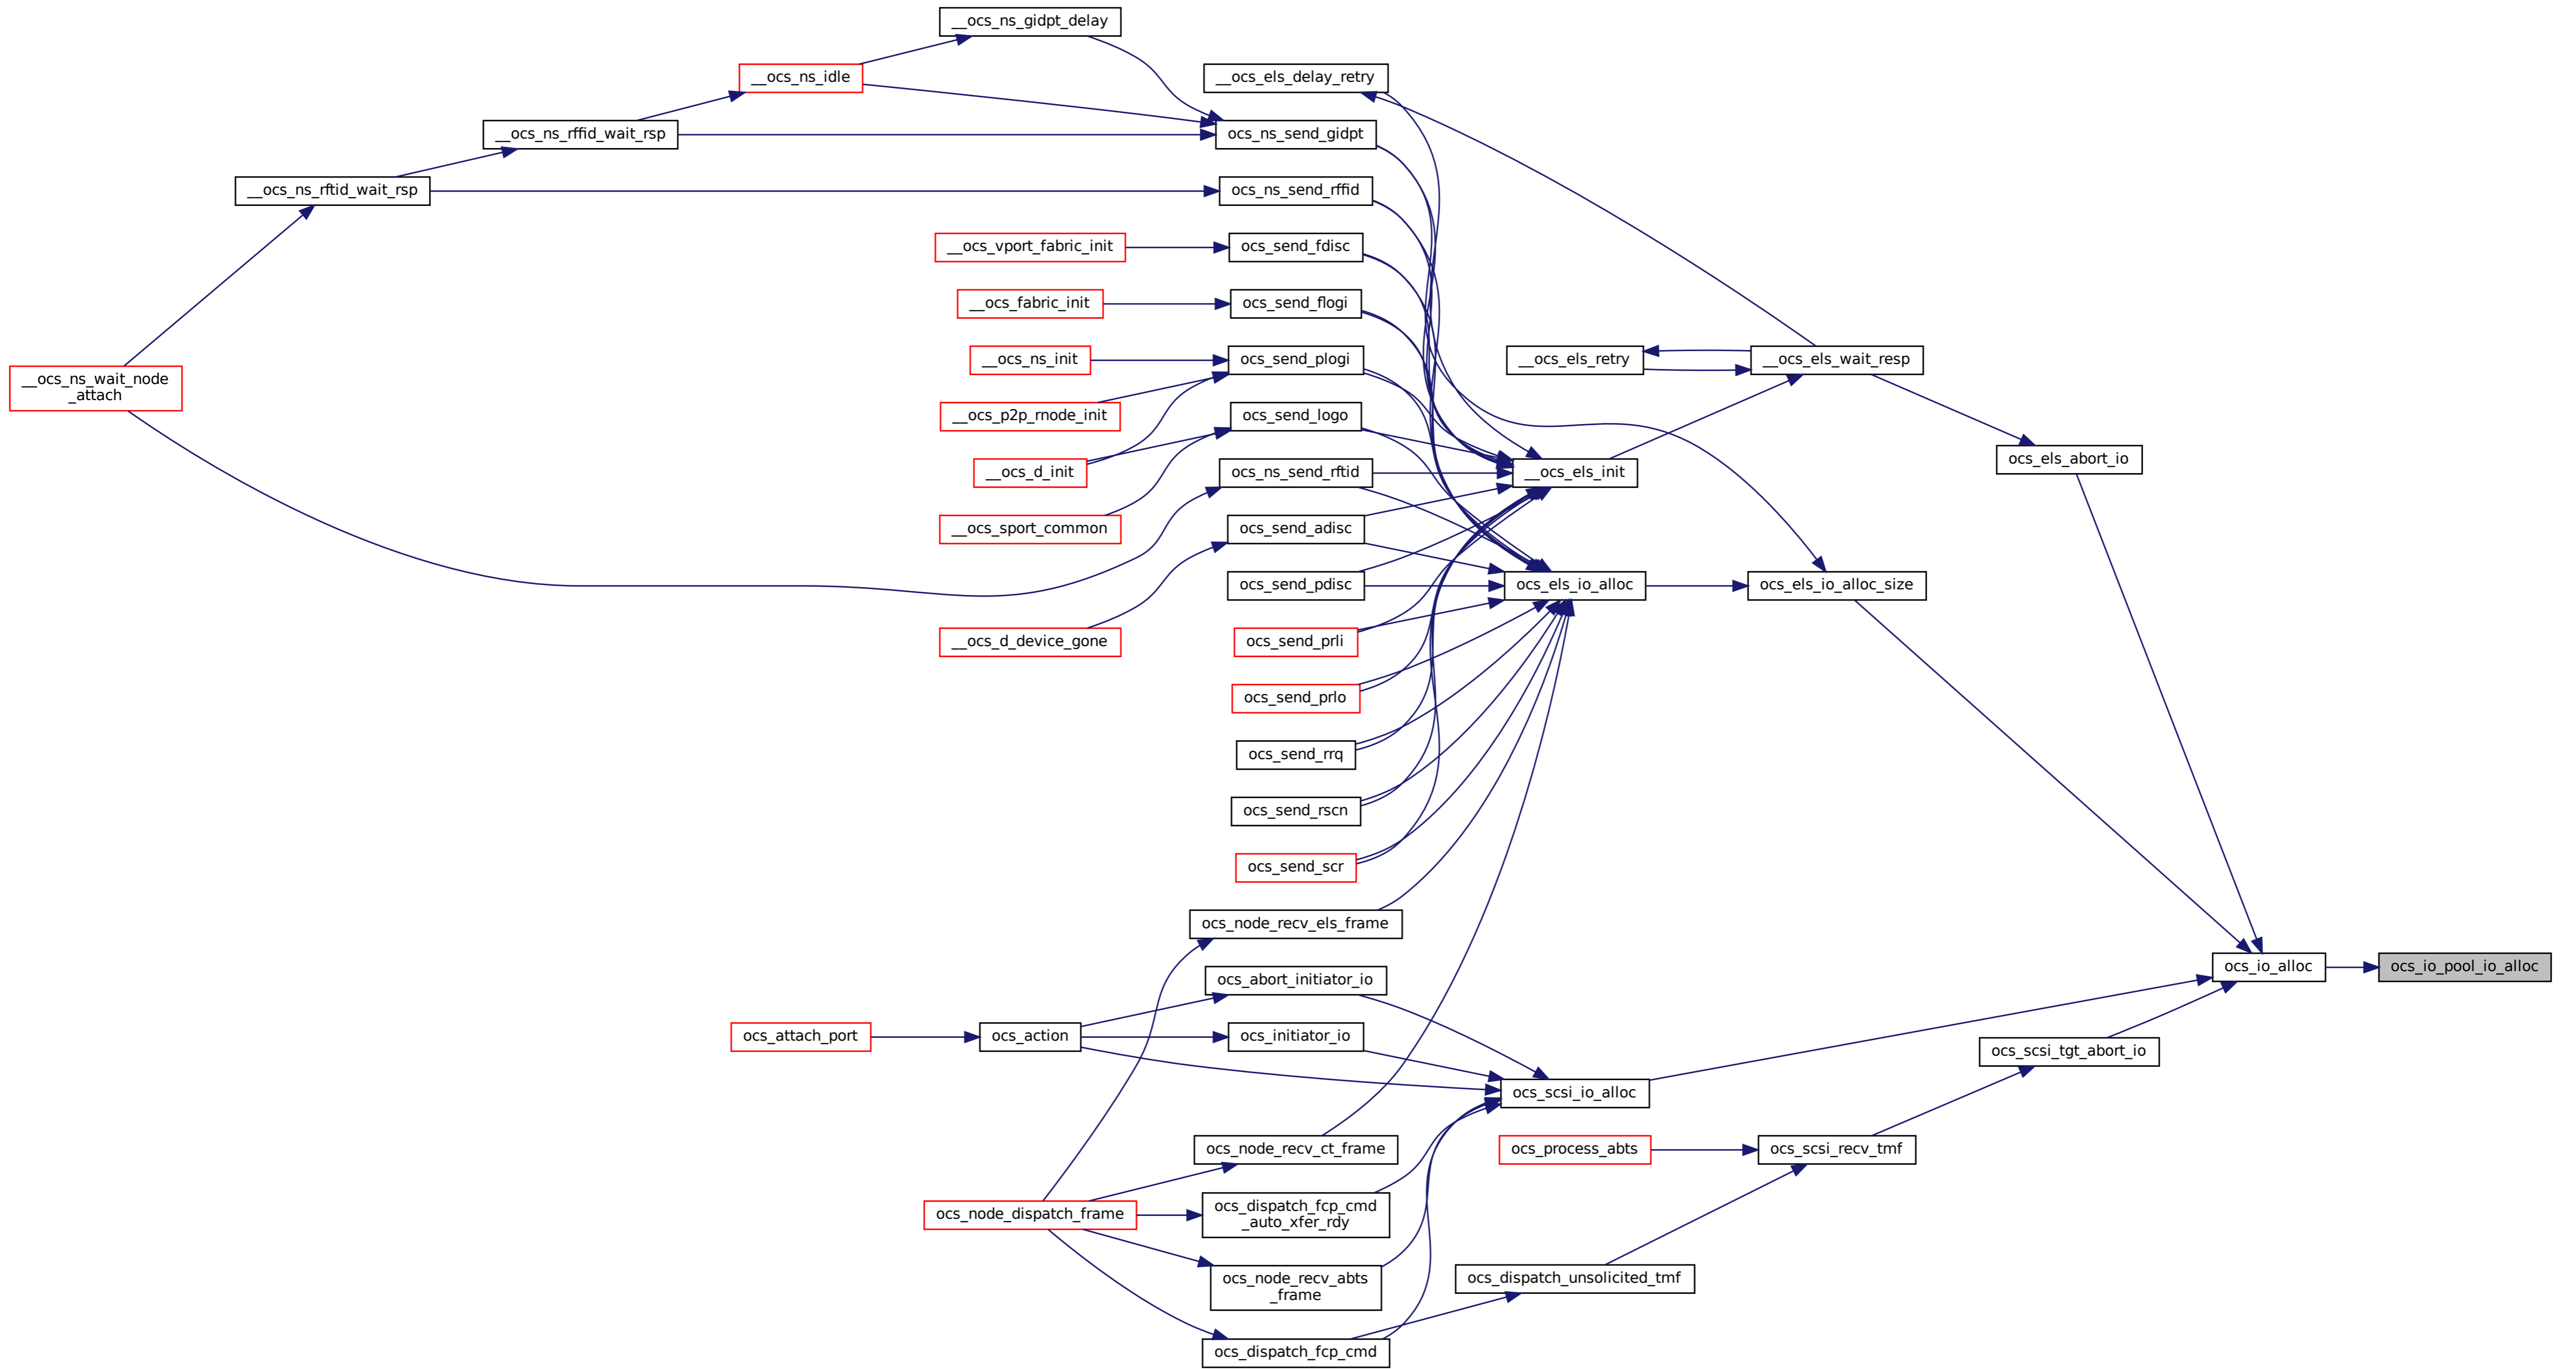 __ocs_ns_gidpt_delay
__ocs_ns_idle
__ocs_els_delay_retry
__ocs_ns_rffid_wait_rsp
ocs_ns_send_gidpt
__ocs_ns_rftid_wait_rsp
ocs_ns_send_rffid
__ocs_vport_fabric_init
ocs_send_fdisc
__ocs_fabric_init
ocs_send_flogi
__ocs_ns_init
ocs_send_plogi
__ocs_els_retry
__ocs_els_wait_resp
__ocs_ns_wait_node
_attach
__ocs_p2p_rnode_init
ocs_send_logo
__ocs_d_init
ocs_ns_send_rftid
__ocs_els_init
ocs_els_abort_io
__ocs_sport_common
ocs_send_adisc
ocs_send_pdisc
ocs_els_io_alloc
ocs_els_io_alloc_size
__ocs_d_device_gone
ocs_send_prli
ocs_send_prlo
ocs_send_rrq
ocs_send_rscn
ocs_send_scr
ocs_node_recv_els_frame
ocs_abort_initiator_io
ocs_io_alloc
ocs_io_pool_io_alloc
ocs_attach_port
ocs_action
ocs_initiator_io
ocs_scsi_tgt_abort_io
ocs_scsi_io_alloc
ocs_node_recv_ct_frame
ocs_process_abts
ocs_scsi_recv_tmf
ocs_node_dispatch_frame
ocs_dispatch_fcp_cmd
_auto_xfer_rdy
ocs_node_recv_abts
_frame
ocs_dispatch_unsolicited_tmf
ocs_dispatch_fcp_cmd